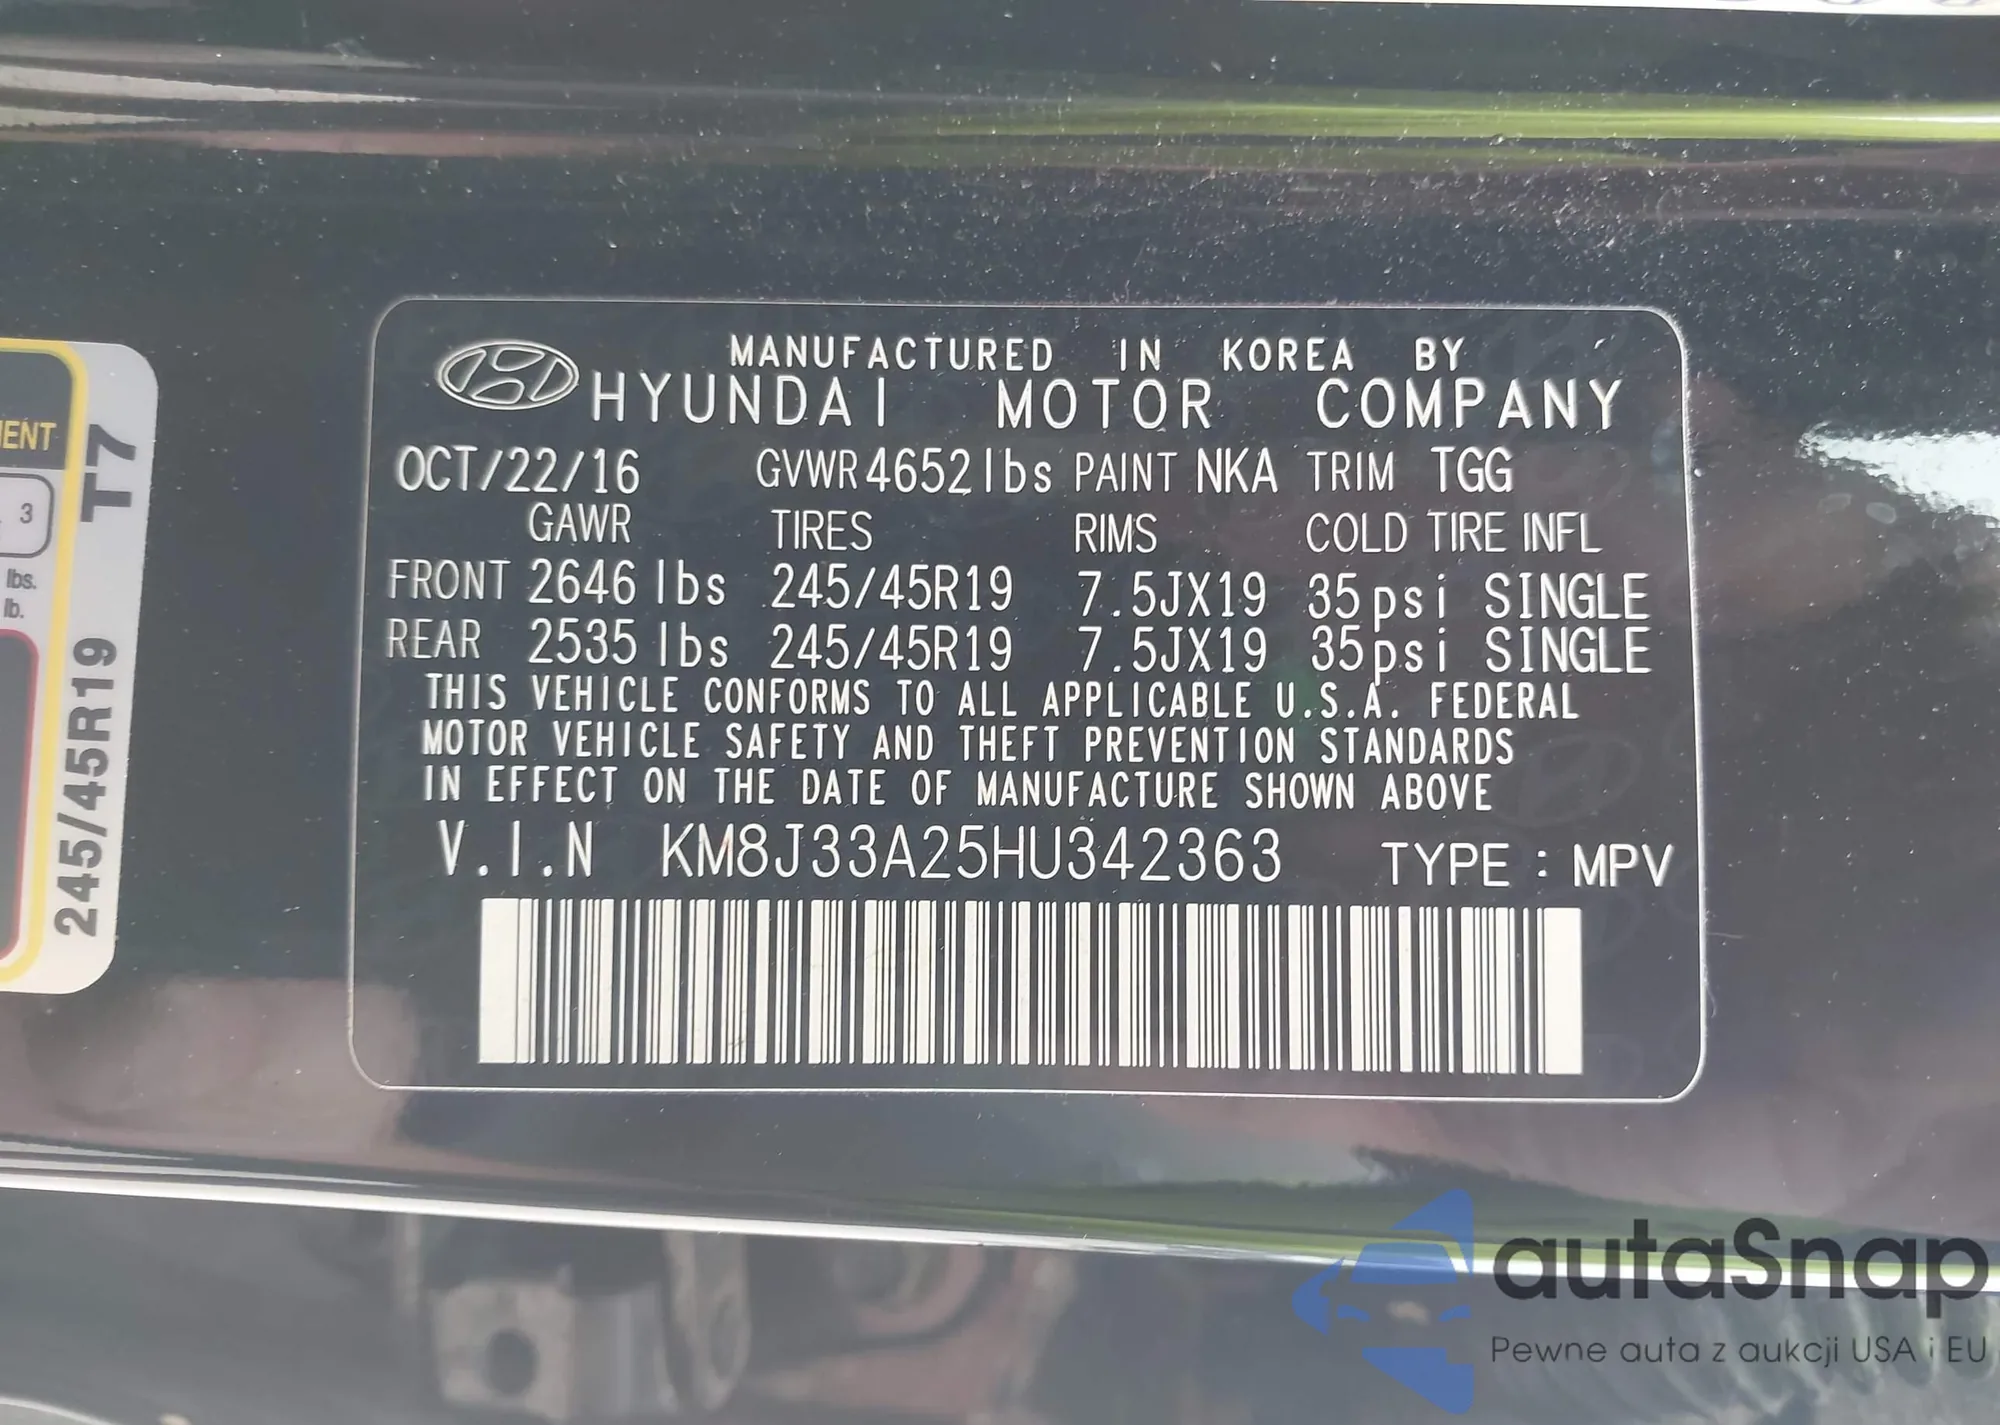 MANUFACTURED IN KOREA BY
HYUNDAI MOTOR COMPANY
OCT/22/16 GVWR 4652 lbs PAINT NKA TRIM TGG
GAWR TIRES RIMS COLD TIRE INFL
FRONT 2646 lbs 245/45R19 7.5JX19 35psi SINGLE
REAR 2535 lbs 245/45R19 7.5JX19 35psi SINGLE
THIS VEHICLE CONFORMS TO ALL APPLICABLE U.S.A. FEDERAL
MOTOR VEHICLE SAFETY AND THEFT PREVENTION STANDARDS
IN EFFECT ON THE DATE OF MANUFACTURE SHOWN ABOVE
V.I.N KM8J33A25HU342363 TYPE : MPV
3
lbs.
lb.
245/45R19 T7
autaSnap
Pewne auta z aukcji USA i EU